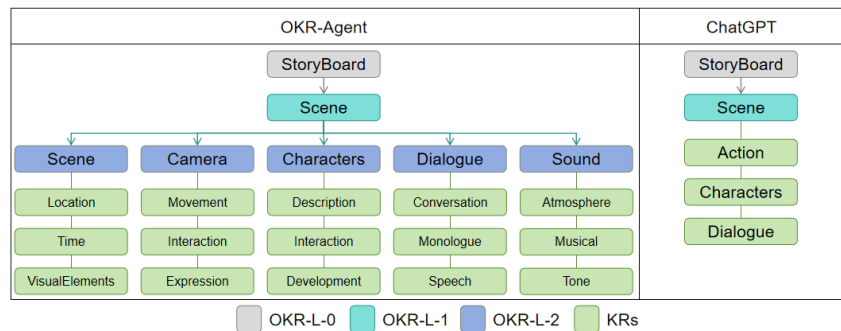 OKR-Agent ChatGPT
StoryBoard StoryBoard
Scene Scene
Scene Camera Characters Dialogue Sound Action
Location Movement Description Conversation Atmosphere Characters
Time Interaction Interaction Monologue Musical Dialogue
VisualElements Expression Development Speech Tone
OKR-L-0 OKR-L-1 OKR-L-2 KRs